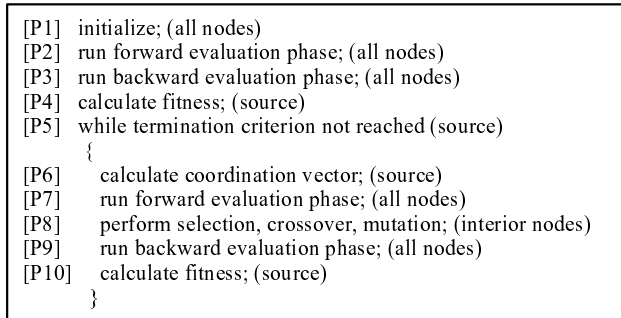 [P1] initialize; (all nodes)
[P2] run forward evaluation phase; (all nodes)
[P3] run backward evaluation phase; (all nodes)
[P4] calculate fitness; (source)
[P5] while termination criterion not reached (source)
{
[P6] calculate coordination vector; (source)
[P7] run forward evaluation phase; (all nodes)
[P8] perform selection, crossover, mutation; (interior nodes)
[P9] run backward evaluation phase; (all nodes)
[P10] calculate fitness; (source)
}